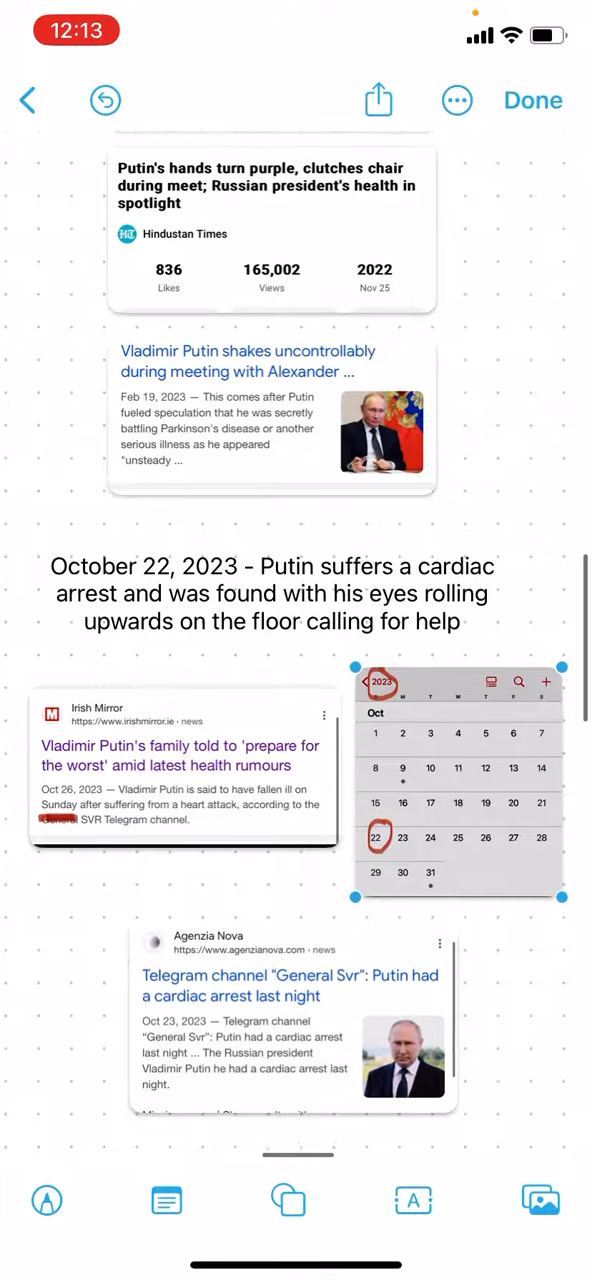 12:13
Done
Putin's hands turn purple, clutches chair
during meet; Russian president's health in
spotlight
HT Hindustan Times
836 165,002 2022
Likes Views Nov 25
Vladimir Putin shakes uncontrollably
during meeting with Alexander ...
Feb 19, 2023 — This comes after Putin
fueled speculation that he was secretly
battling Parkinson's disease or another
serious illness as he appeared
"unsteady ...
October 22, 2023 - Putin suffers a cardiac
arrest and was found with his eyes rolling
upwards on the floor calling for help
M Irish Mirror
https://www.irishmirror.ie › news
Vladimir Putin's family told to 'prepare for
the worst' amid latest health rumours
Oct 26, 2023 — Vladimir Putin is said to have fallen ill on
Sunday after suffering from a heart attack, according to the
General SVR Telegram channel.
2023
S M T W T F S
Oct
1 2 3 4 5 6 7
8 9 10 11 12 13 14
15 16 17 18 19 20 21
22 23 24 25 26 27 28
29 30 31
Agenzia Nova
https://www.agenzianova.com › news
Telegram channel "General Svr": Putin had
a cardiac arrest last night
Oct 23, 2023 — Telegram channel
"General Svr": Putin had a cardiac arrest
last night ... The Russian president
Vladimir Putin he had a cardiac arrest last
night.
A